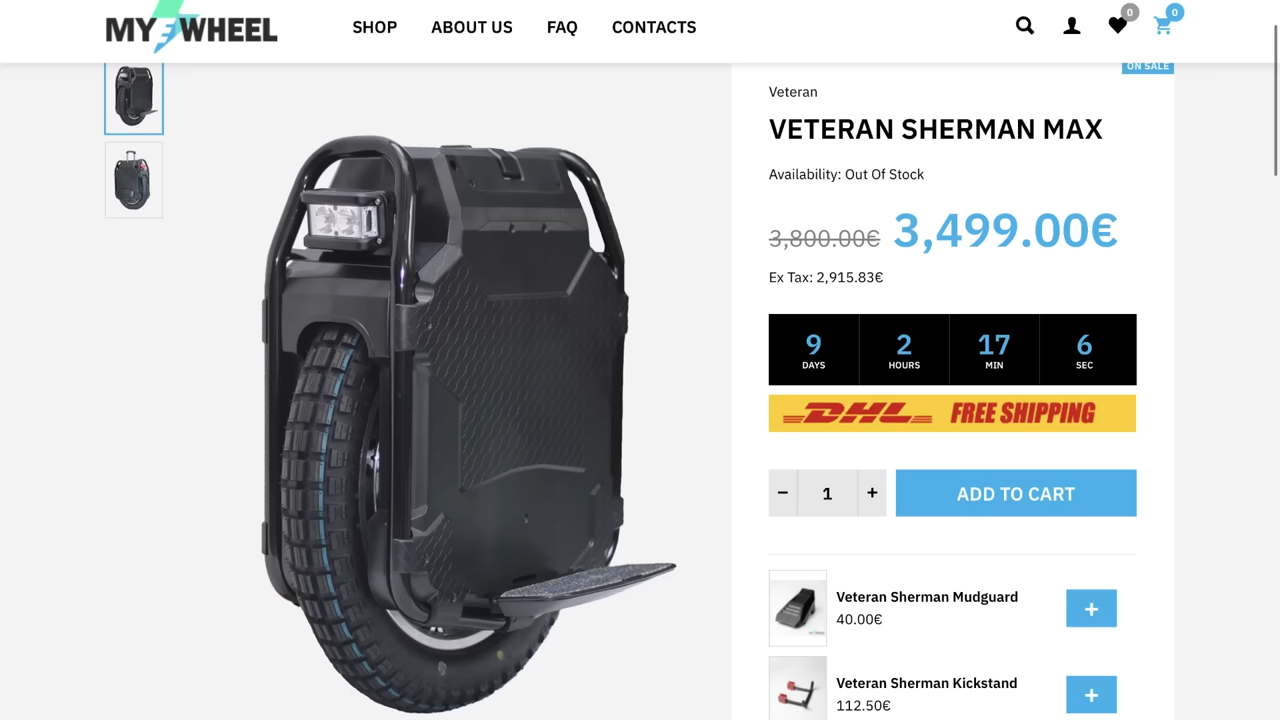 MY EWHEEL
SHOP ABOUT US FAQ CONTACTS
0 0
ON SALE
Veteran
VETERAN SHERMAN MAX
Availability: Out Of Stock
3,800.00€ 3,499.00€
Ex Tax: 2,915.83€
9 2 17 6
DAYS HOURS MIN SEC
DHL FREE SHIPPING
− 1 + ADD TO CART
Veteran Sherman Mudguard
40.00€
+
Veteran Sherman Kickstand
112.50€
+